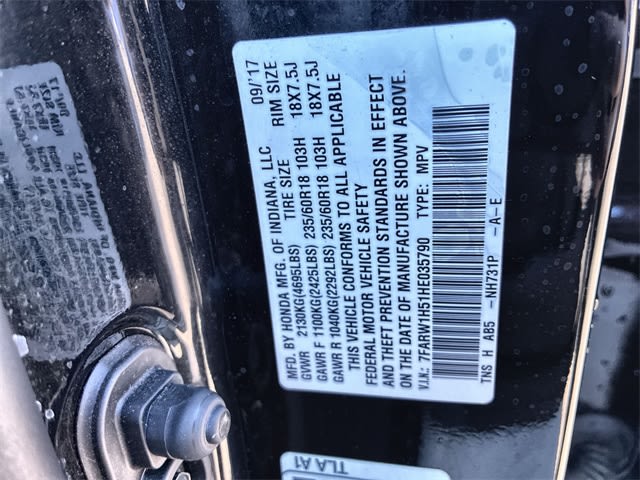 MFD. BY HONDA MFG. OF INDIANA, LLC 09/17
TIRE SIZE RIM SIZE
GVWR 2130KG(4695LBS)
GAWR F 1100KG(2425LBS) 235/60R18 103H 18X7.5J
GAWR R 1040KG(2292LBS) 235/60R18 103H 18X7.5J
THIS VEHICLE CONFORMS TO ALL APPLICABLE
FEDERAL MOTOR VEHICLE SAFETY
AND THEFT PREVENTION STANDARDS IN EFFECT
ON THE DATE OF MANUFACTURE SHOWN ABOVE.
V.I.N.: 7FARW1H51HE035790 TYPE: MPV
TNS H AB5 -NH731P -A-E
TLA A1